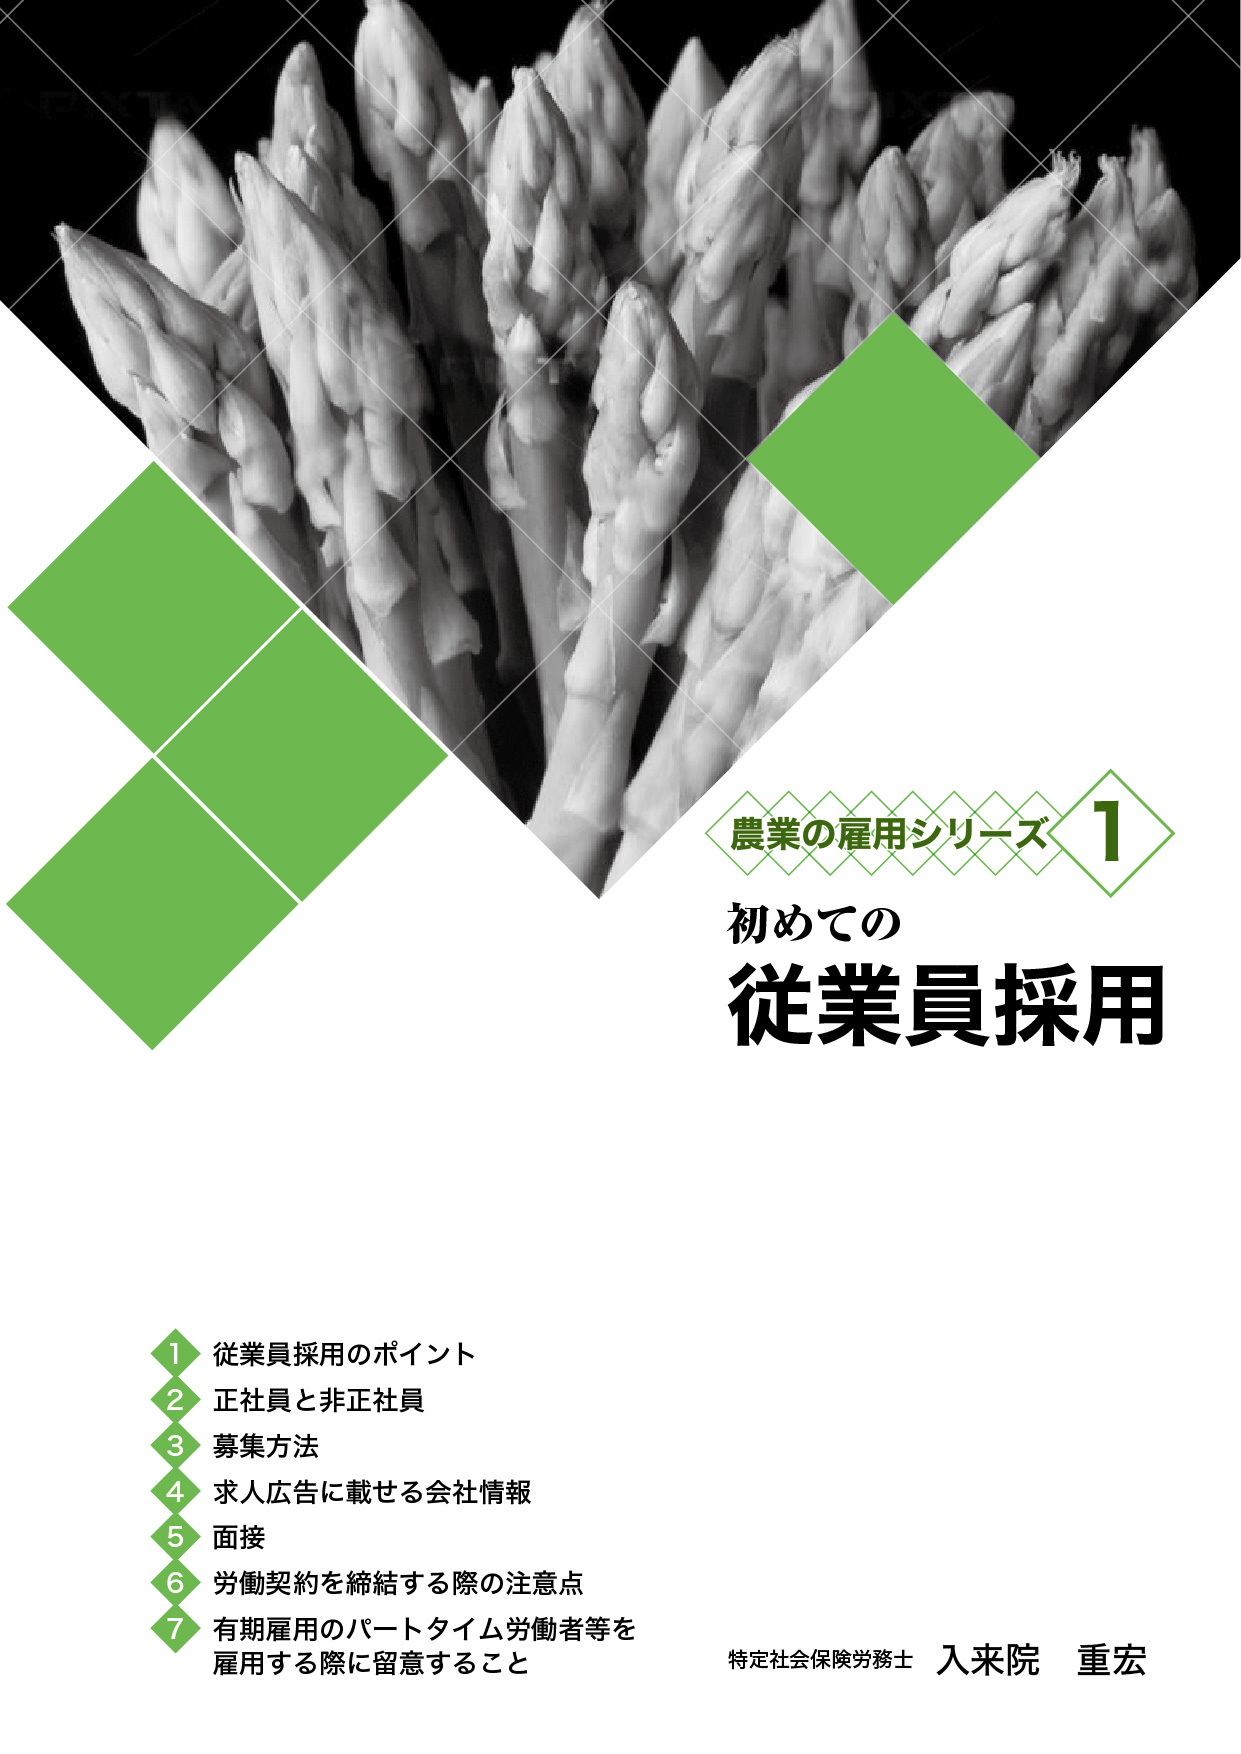 農業の雇用シリーズ 1
初めての
従業員採用
1 従業員採用のポイント
2 正社員と非正社員
3 募集方法
4 求人広告に載せる会社情報
5 面接
6 労働契約を締結する際の注意点
7 有期雇用のパートタイム労働者等を
雇用する際に留意すること
特定社会保険労務士 入来院 重宏